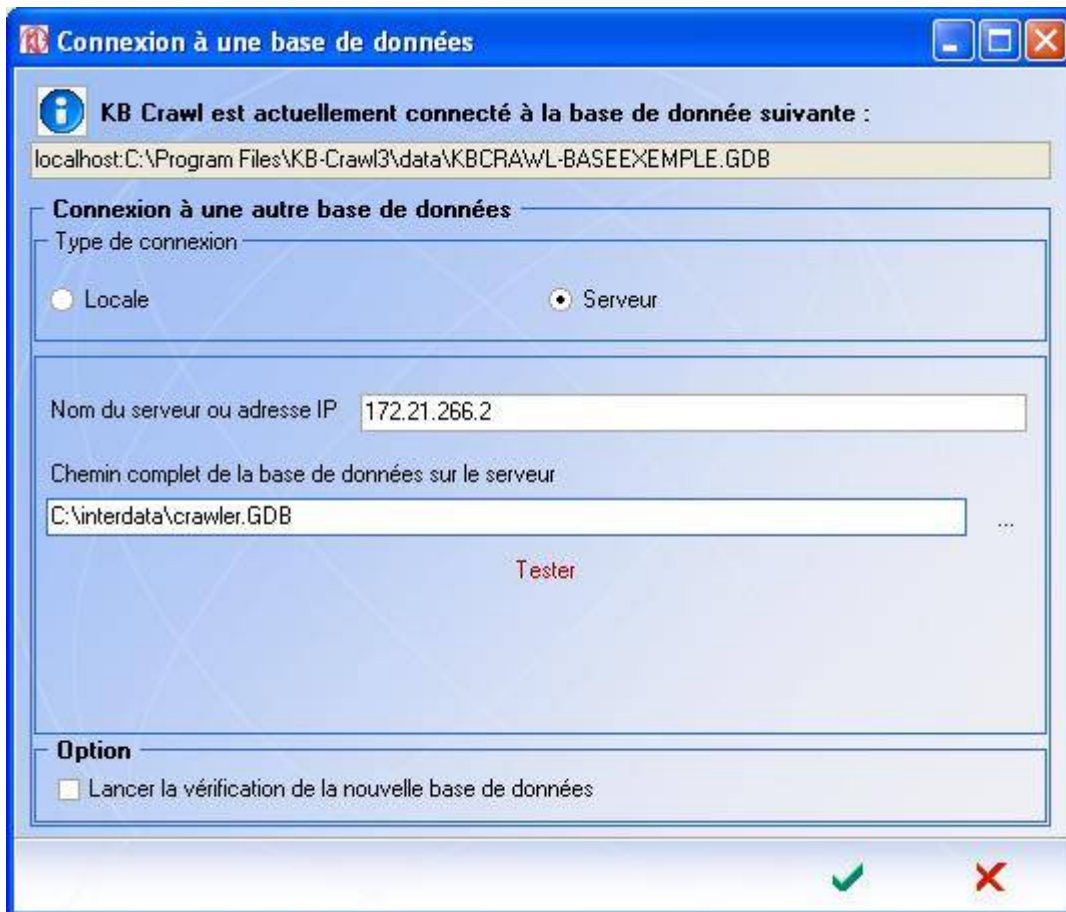 Connexion à une base de données
KB Crawl est actuellement connecté à la base de donnée suivante :
localhost:C:\Program Files\KB-Crawl3\data\KBCRAWL-BASEEXEMPLE.GDB
Connexion à une autre base de données
Type de connexion
Locale
Serveur
Nom du serveur ou adresse IP 172.21.266.2
Chemin complet de la base de données sur le serveur
C:\interdata\crawler.GDB ...
Tester
Option
Lancer la vérification de la nouvelle base de données